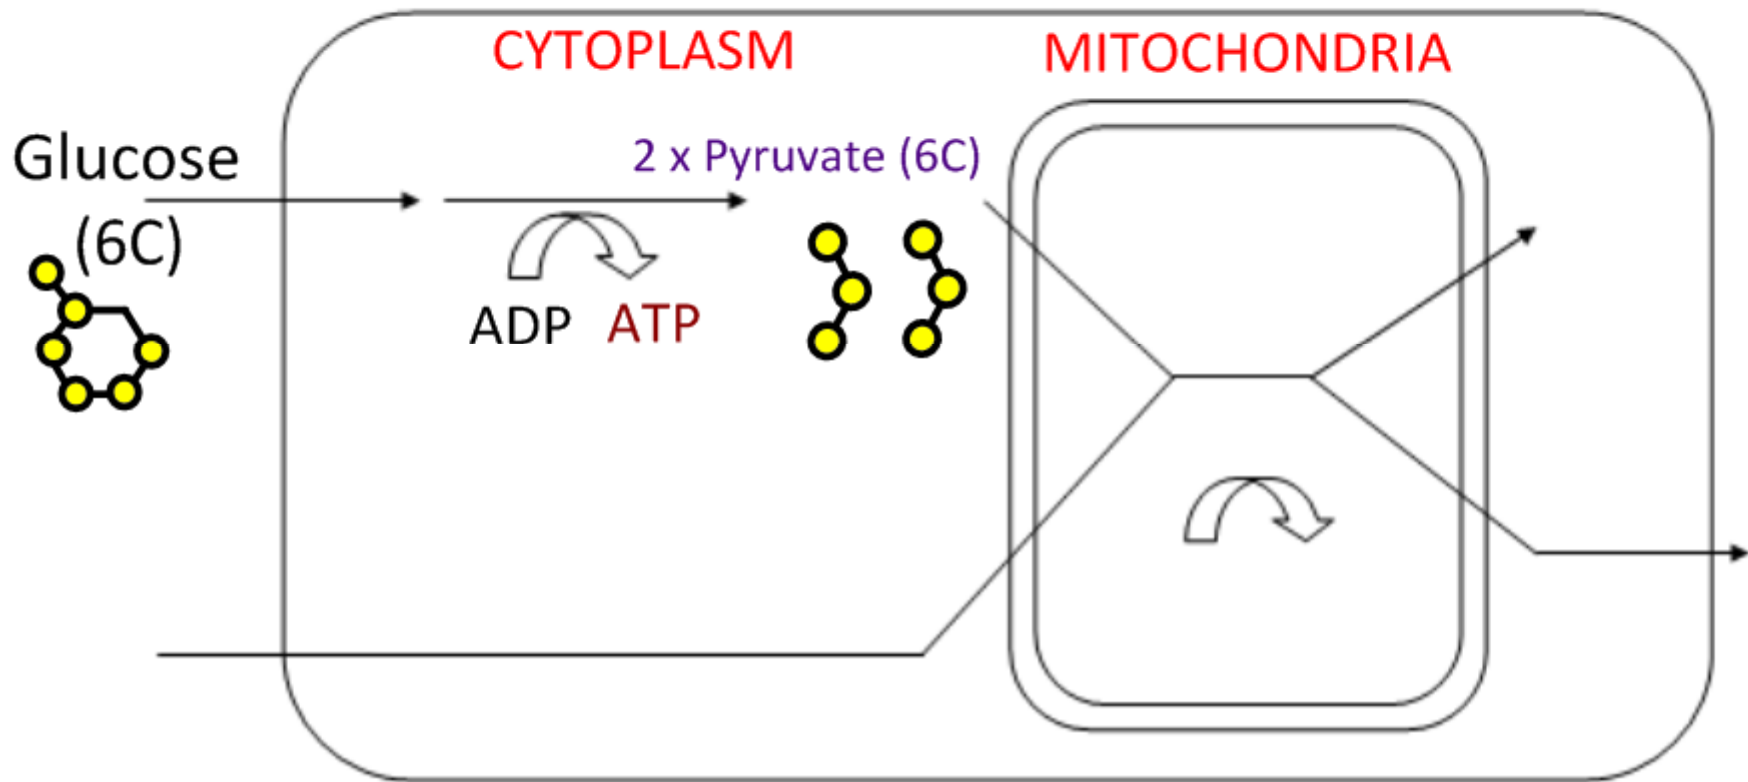 CYTOPLASM
MITOCHONDRIA
Glucose
(6C)
2 x Pyruvate (6C)
ADP ATP